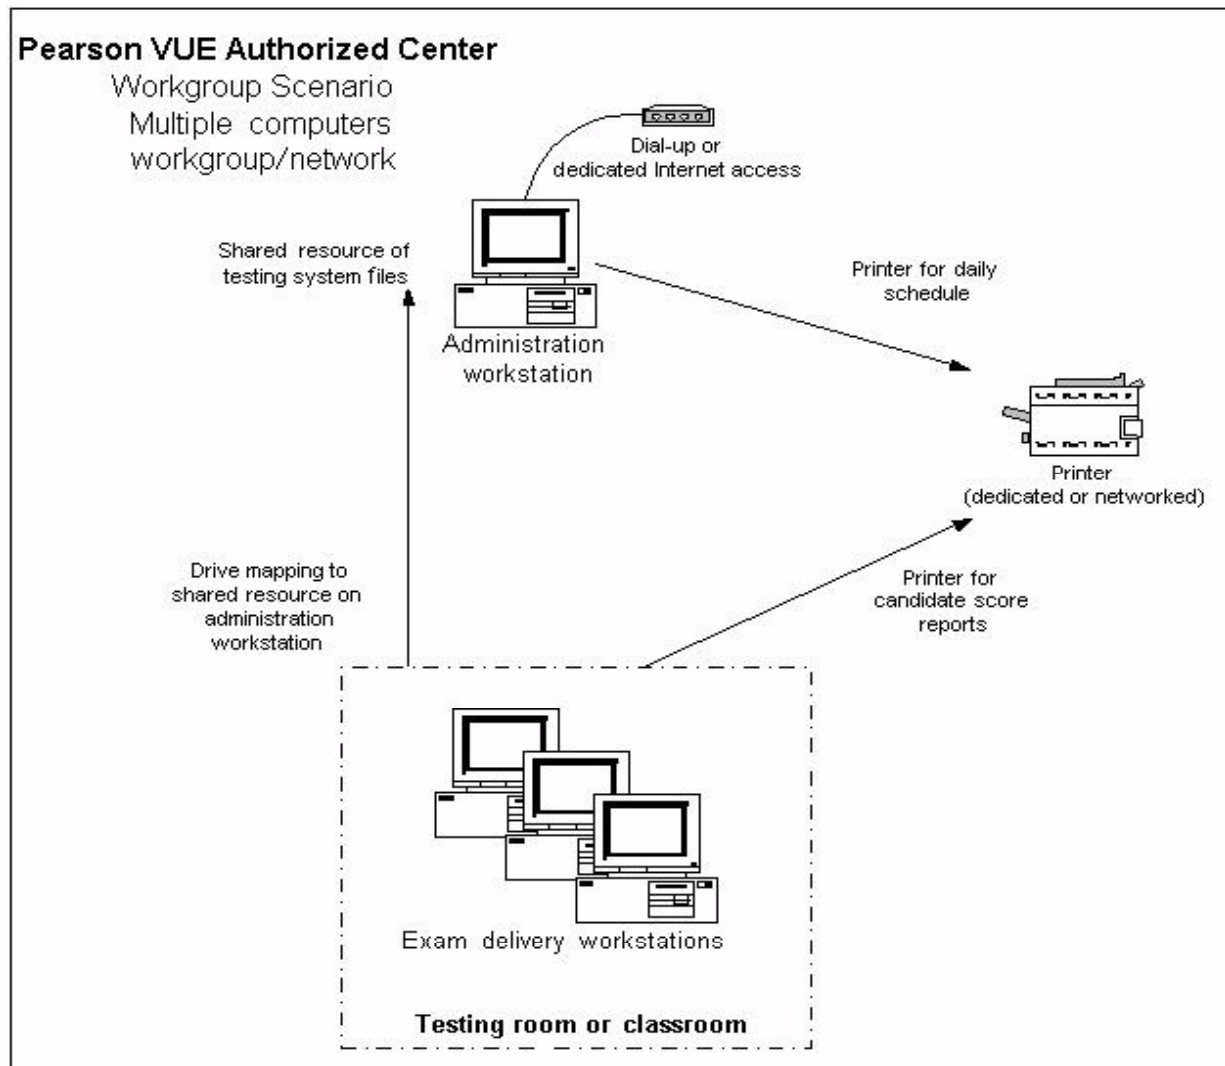 Pearson VUE Authorized Center
Workgroup Scenario
Multiple computers
workgroup/network
Dial-up or
dedicated Internet access
Shared resource of
testing system files
Printer for daily
schedule
Administration
workstation
Printer
(dedicated or networked)
Drive mapping to
shared resource on
administration
workstation
Printer for
candidate score
reports
Exam delivery workstations
Testing room or classroom